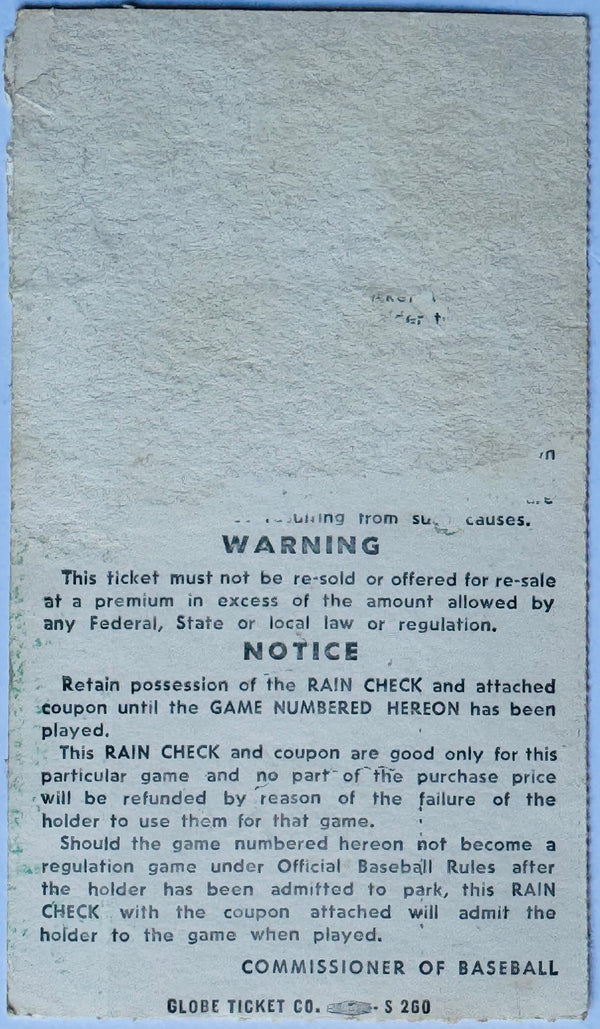 from causes.
WARNING
This ticket must not be re-sold or offered for re-sale
at a premium in excess of the amount allowed by
any Federal, State or local law or regulation.
NOTICE
Retain possession of the RAIN CHECK and attached
coupon until the GAME NUMBERED HEREON has been
played.
This RAIN CHECK and coupon are good only for this
particular game and no part of the purchase price
will be refunded by reason of the failure of the
holder to use them for that game.
Should the game numbered hereon not become a
regulation game under Official Baseball Rules after
the holder has been admitted to park, this RAIN
CHECK with the coupon attached will admit the
holder to the game when played.
COMMISSIONER OF BASEBALL
GLOBE TICKET CO. - S 260